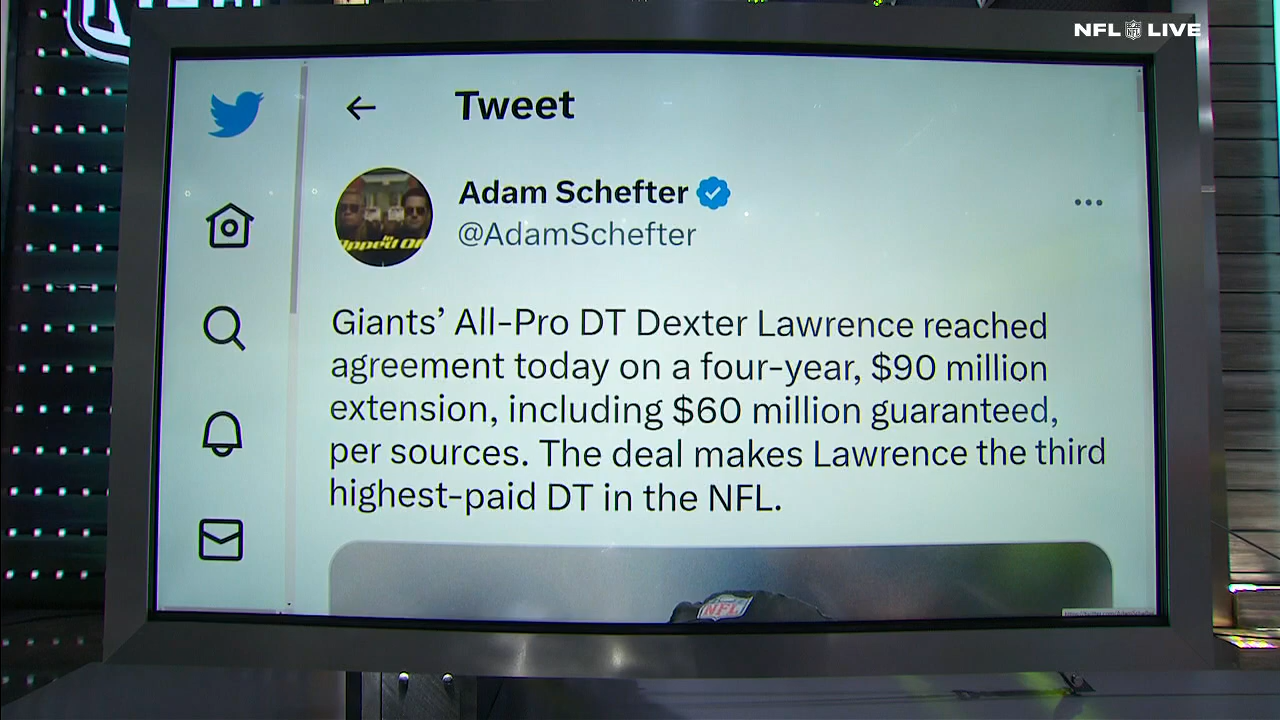 NFL NFL LIVE
Tweet
Adam Schefter
@AdamSchefter
Giants’ All-Pro DT Dexter Lawrence reached
agreement today on a four-year, $90 million
extension, including $60 million guaranteed,
per sources. The deal makes Lawrence the third
highest-paid DT in the NFL.
NFL